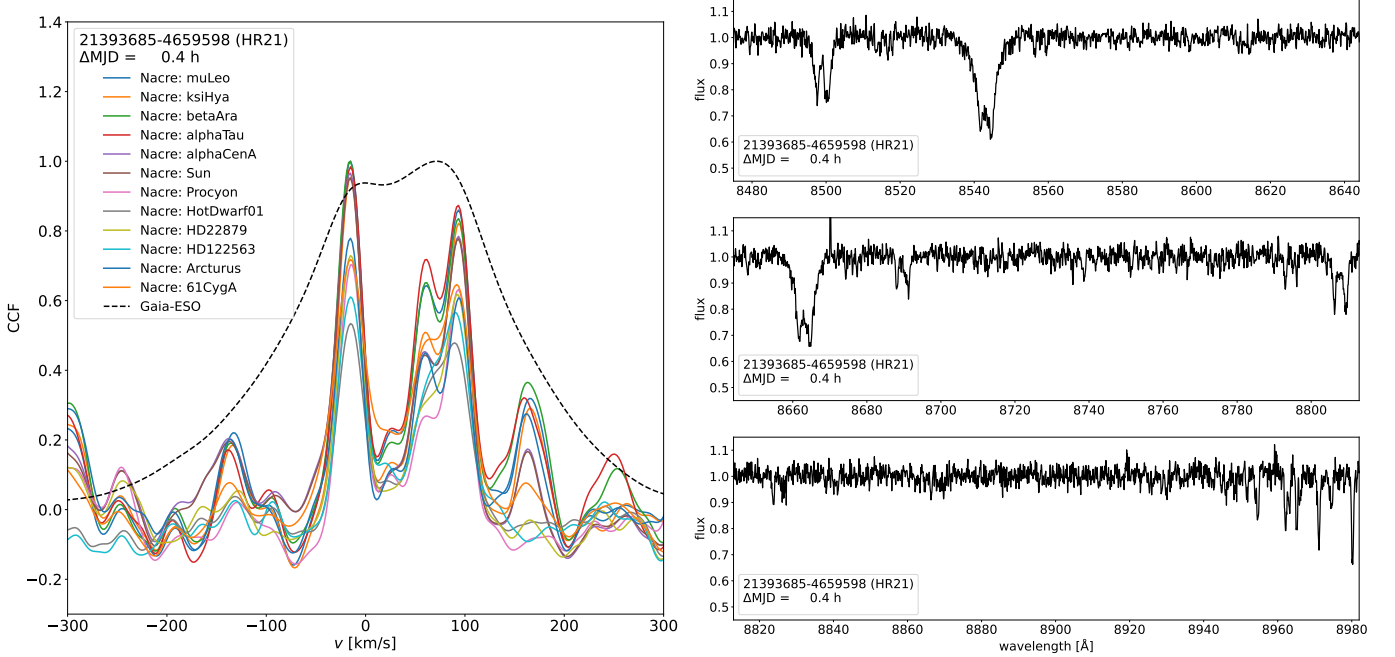 21393685-4659598 (HR21)
ΔMJD = 0.4 h
Nacre: muLeo
Nacre: ksiHya
Nacre: betaAra
Nacre: alphaTau
Nacre: alphaCenA
Nacre: Sun
Nacre: Procyon
Nacre: HotDwarf01
Nacre: HD22879
Nacre: HD122563
Nacre: Arcturus
Nacre: 61CygA
Gaia-ESO
1.4
1.2
1.0
0.8
0.6
0.4
0.2
0.0
−0.2
CCF
−300
−200
−100
0
100
200
300
v [km/s]
1.1
1.0
0.9
0.8
0.7
0.6
0.5
flux
21393685-4659598 (HR21)
ΔMJD = 0.4 h
8480
8500
8520
8540
8560
8580
8600
8620
8640
1.1
1.0
0.9
0.8
0.7
0.6
0.5
flux
21393685-4659598 (HR21)
ΔMJD = 0.4 h
8660
8680
8700
8720
8740
8760
8780
8800
1.1
1.0
0.9
0.8
0.7
0.6
0.5
flux
21393685-4659598 (HR21)
ΔMJD = 0.4 h
8820
8840
8860
8880
8900
8920
8940
8960
8980
wavelength [Å]